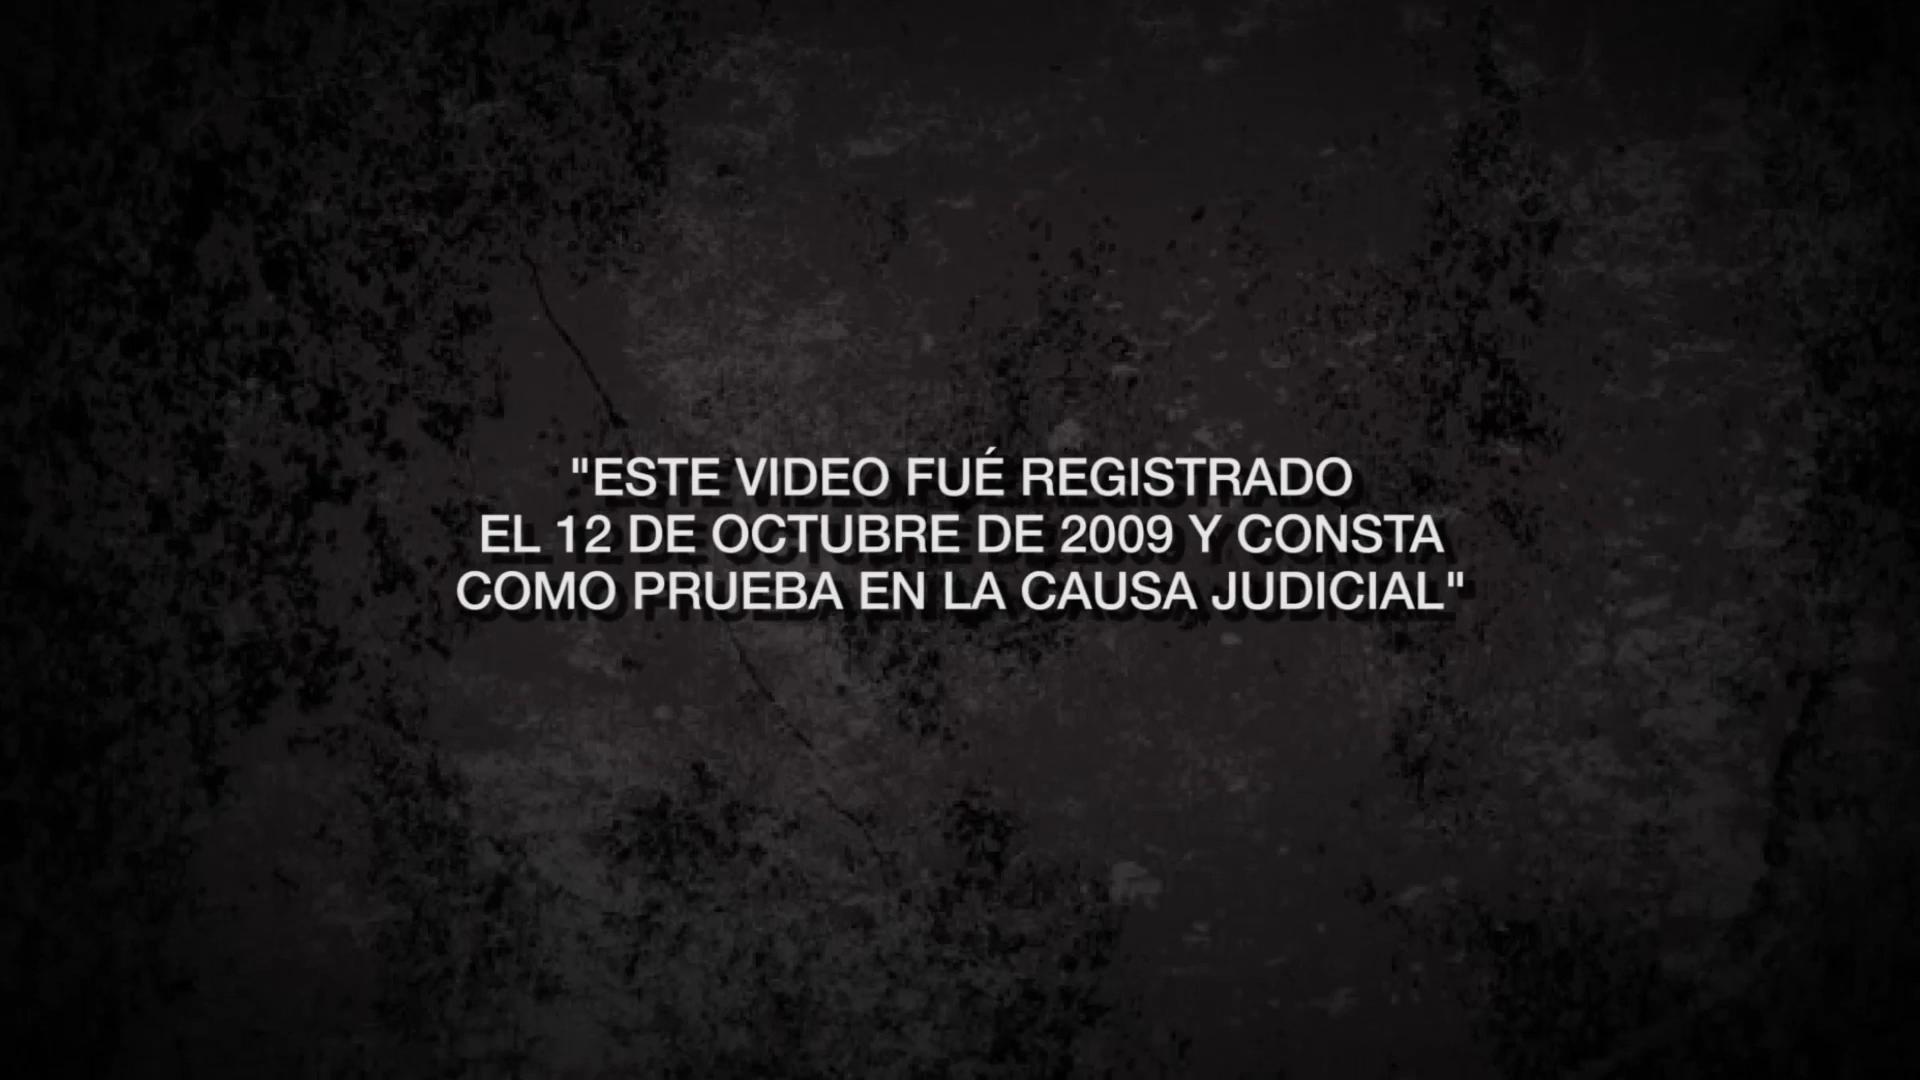 "ESTE VIDEO FUÉ REGISTRADO
EL 12 DE OCTUBRE DE 2009 Y CONSTA
COMO PRUEBA EN LA CAUSA JUDICIAL"